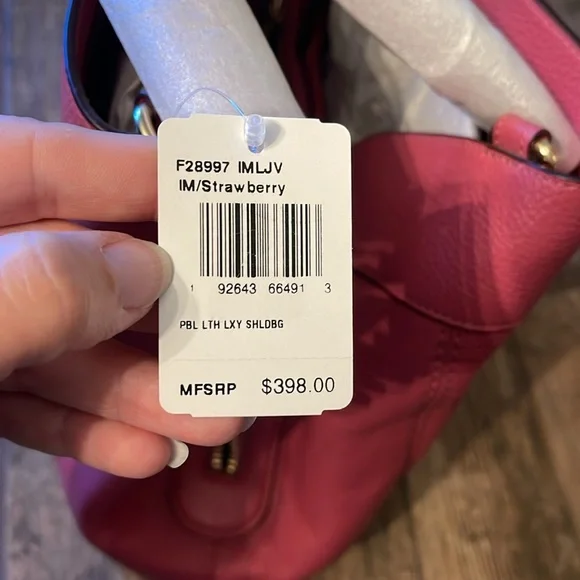 F28997 IMLJV
IM/Strawberry
1 92643 66491 3
PBL LTH LXY SHLDBG
MFSRP $398.00